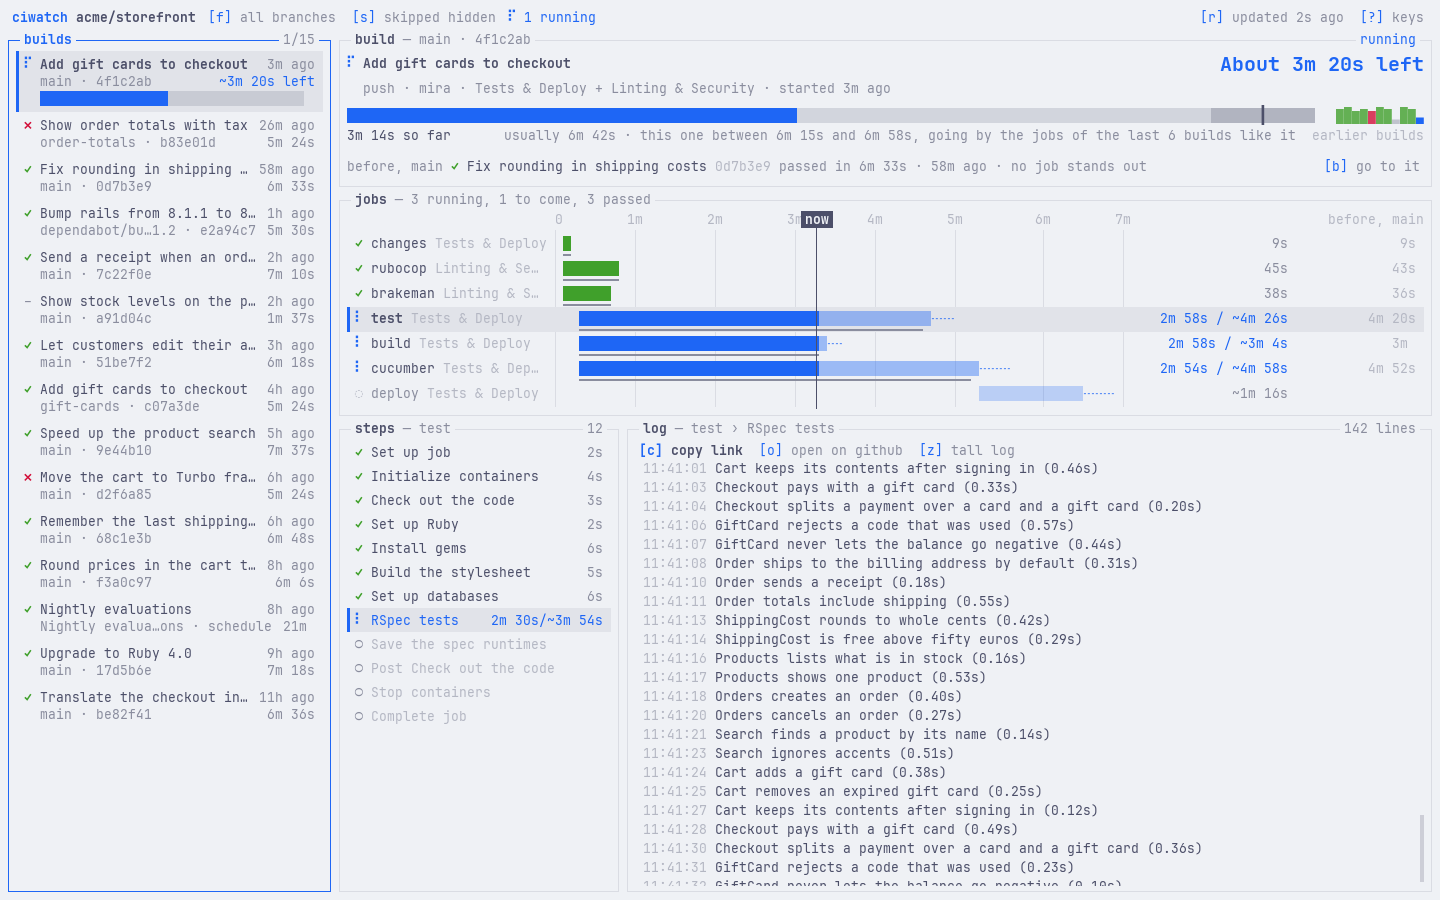 ciwatch acme/storefront [f] all branches [s] skipped hidden 1 running [r] updated 2s ago [?] keys
builds 1/15
Add gift cards to checkout 3m ago
main · 4f1c2ab ~3m 20s left
✗ Show order totals with tax 26m ago
order-totals · b83e01d 5m 24s
✓ Fix rounding in shipping … 58m ago
main · 0d7b3e9 6m 33s
✓ Bump rails from 8.1.1 to 8… 1h ago
dependabot/bu…1.2 · e2a94c7 5m 30s
✓ Send a receipt when an ord… 2h ago
main · 7c22f0e 7m 10s
– Show stock levels on the p… 2h ago
main · a91d04c 1m 37s
✓ Let customers edit their a… 3h ago
main · 51be7f2 6m 18s
✓ Add gift cards to checkout 4h ago
gift-cards · c07a3de 5m 24s
✓ Speed up the product search 5h ago
main · 9e44b10 7m 37s
✗ Move the cart to Turbo fra… 6h ago
main · d2f6a85 5m 24s
✓ Remember the last shipping… 6h ago
main · 68c1e3b 6m 48s
✓ Round prices in the cart t… 8h ago
main · f3a0c97 6m 6s
✓ Nightly evaluations 8h ago
Nightly evalua…ons · schedule 21m
✓ Upgrade to Ruby 4.0 9h ago
main · 17d5b6e 7m 18s
✓ Translate the checkout in… 11h ago
main · be82f41 6m 36s
build — main · 4f1c2ab running
Add gift cards to checkout About 3m 20s left
push · mira · Tests & Deploy + Linting & Security · started 3m ago
3m 14s so far usually 6m 42s · this one between 6m 15s and 6m 58s, going by the jobs of the last 6 builds like it earlier builds
before, main ✓ Fix rounding in shipping costs 0d7b3e9 passed in 6m 33s · 58m ago · no job stands out [b] go to it
jobs — 3 running, 1 to come, 3 passed
0 1m 2m 3m now 4m 5m 6m 7m before, main
✓ changes Tests & Deploy 9s 9s
✓ rubocop Linting & Se… 45s 43s
✓ brakeman Linting & S… 38s 36s
test Tests & Deploy 2m 58s / ~4m 26s 4m 20s
build Tests & Deploy 2m 58s / ~3m 4s 3m
cucumber Tests & Dep… 2m 54s / ~4m 58s 4m 52s
deploy Tests & Deploy ~1m 16s
steps — test 12
✓ Set up job 2s
✓ Initialize containers 4s
✓ Check out the code 3s
✓ Set up Ruby 2s
✓ Install gems 6s
✓ Build the stylesheet 5s
✓ Set up databases 6s
RSpec tests 2m 30s/~3m 54s
○ Save the spec runtimes
○ Post Check out the code
○ Stop containers
○ Complete job
log — test › RSpec tests 142 lines
[c] copy link [o] open on github [z] tall log
11:41:01 Cart keeps its contents after signing in (0.46s)
11:41:03 Checkout pays with a gift card (0.33s)
11:41:04 Checkout splits a payment over a card and a gift card (0.20s)
11:41:06 GiftCard rejects a code that was used (0.57s)
11:41:07 GiftCard never lets the balance go negative (0.44s)
11:41:08 Order ships to the billing address by default (0.31s)
11:41:10 Order sends a receipt (0.18s)
11:41:11 Order totals include shipping (0.55s)
11:41:13 ShippingCost rounds to whole cents (0.42s)
11:41:14 ShippingCost is free above fifty euros (0.29s)
11:41:16 Products lists what is in stock (0.16s)
11:41:17 Products shows one product (0.53s)
11:41:18 Orders creates an order (0.40s)
11:41:20 Orders cancels an order (0.27s)
11:41:21 Search finds a product by its name (0.14s)
11:41:23 Search ignores accents (0.51s)
11:41:24 Cart adds a gift card (0.38s)
11:41:25 Cart removes an expired gift card (0.25s)
11:41:27 Cart keeps its contents after signing in (0.12s)
11:41:28 Checkout pays with a gift card (0.49s)
11:41:30 Checkout splits a payment over a card and a gift card (0.36s)
11:41:31 GiftCard rejects a code that was used (0.23s)
11:41:32 GiftCard never lets the balance go negative (0.10s)